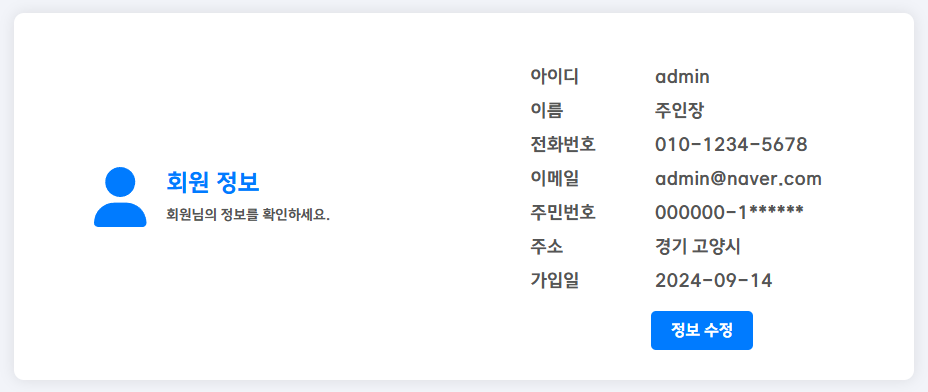 회원 정보
회원님의 정보를 확인하세요.
아이디 admin
이름 주인장
전화번호 010-1234-5678
이메일 admin@naver.com
주민번호 000000-1******
주소 경기 고양시
가입일 2024-09-14
정보 수정